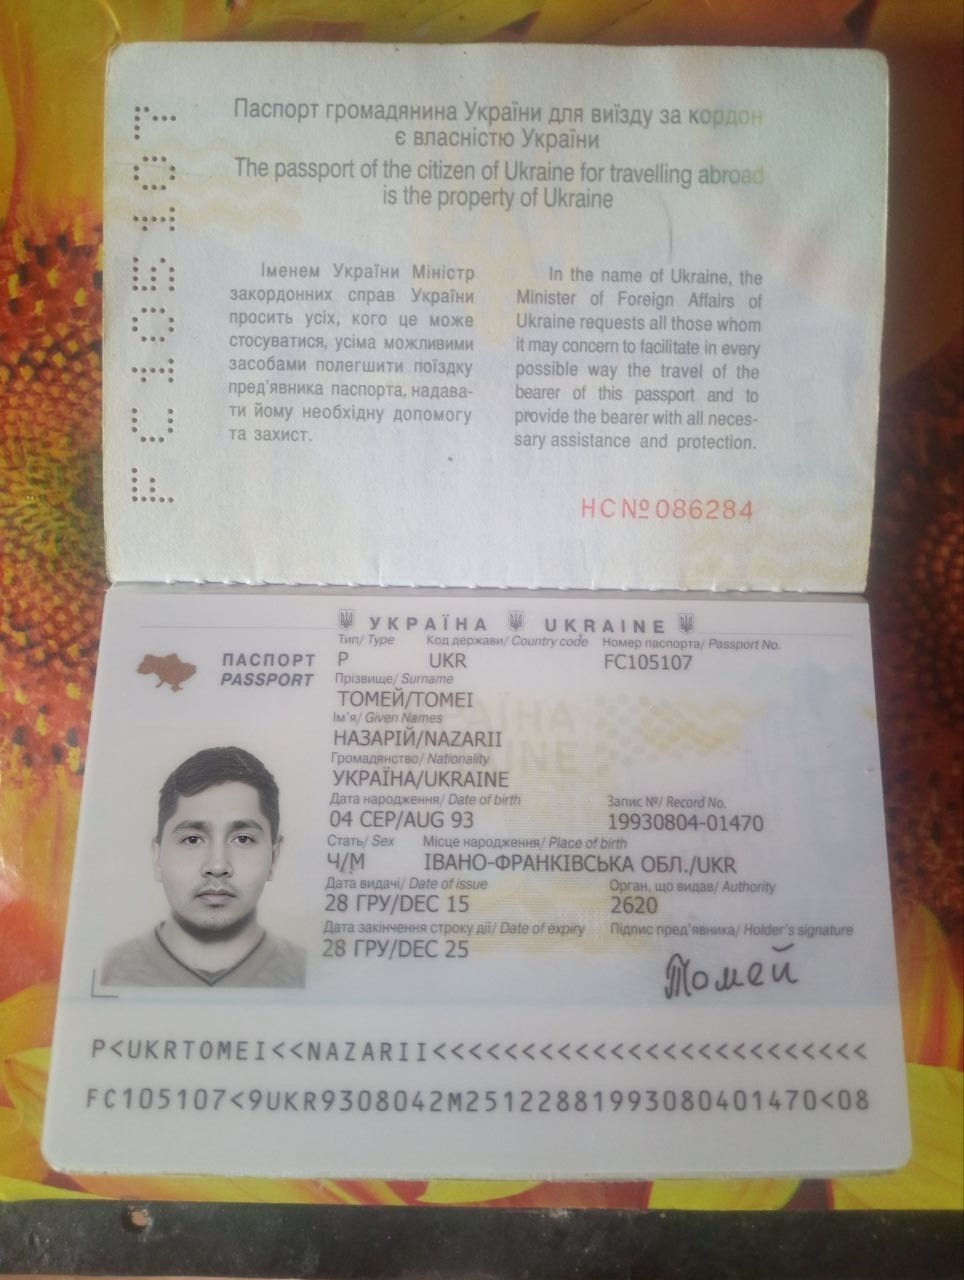 FC105107
Паспорт громадянина України для виїзду за кордон
є власністю України
The passport of the citizen of Ukraine for travelling abroad
is the property of Ukraine
Іменем України Міністр
закордонних справ України
просить усіх, кого це може
стосуватися, усіма можливими
засобами полегшити поїздку
пред'явника паспорта, надава-
ти йому необхідну допомогу
та захист.
In the name of Ukraine, the
Minister of Foreign Affairs of
Ukraine requests all those whom
it may concern to facilitate in every
possible way the travel of the
bearer of this passport and to
provide the bearer with all neces-
sary assistance and protection.
НС№086284
УКРАЇНА UKRAINE
ПАСПОРТ
PASSPORT
Тип/ Type Код держави/ Country code Номер паспорта/ Passport No.
P UKR FC105107
Прізвище/ Surname
ТОМЕЙ/TOMEI
Ім'я/ Given Names
НАЗАРІЙ/NAZARII
Громадянство/ Nationality
УКРАЇНА/UKRAINE
Дата народження/ Date of birth Запис №/ Record No.
04 СЕР/AUG 93 19930804-01470
Стать/ Sex Місце народження/ Place of birth
Ч/M ІВАНО-ФРАНКІВСЬКА ОБЛ./UKR
Дата видачі/ Date of issue Орган, що видав/ Authority
28 ГРУ/DEC 15 2620
Дата закінчення строку дії/ Date of expiry Підпис пред'явника/ Holder's signature
28 ГРУ/DEC 25
Томей
P<UKRTOMEI<<NAZARII<<<<<<<<<<<<<<<<<<<<<<<<<
FC105107<9UKR9308042M25122881993080401470<08